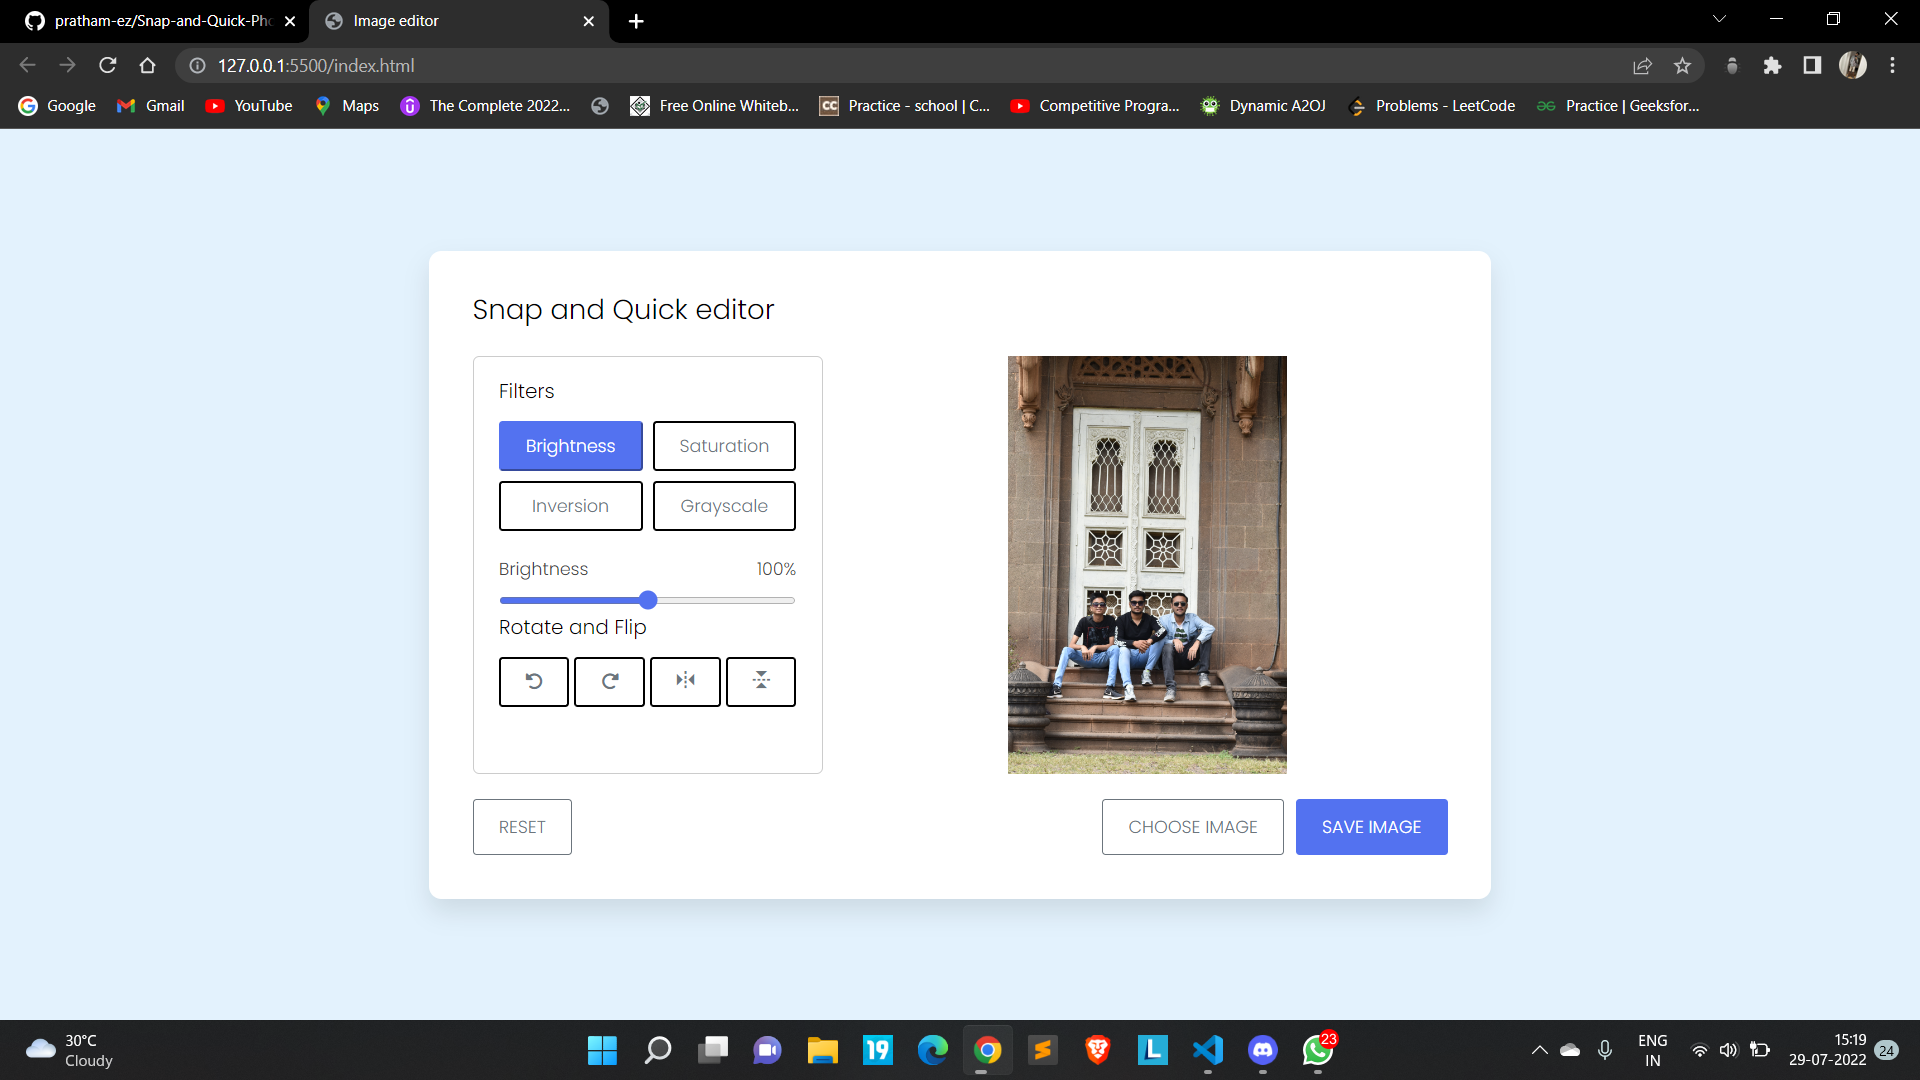 pratham-ez/Snap-and-Quick-Pho
Image editor
127.0.0.1:5500/index.html
Google
Gmail
YouTube
Maps
The Complete 2022...
Free Online Whiteb...
CC
Practice - school | C...
Competitive Progra...
Dynamic A2OJ
Problems - LeetCode
Practice | Geeksfor...
Snap and Quick editor
Filters
Brightness
Saturation
Inversion
Grayscale
Brightness
100%
Rotate and Flip
RESET
CHOOSE IMAGE
SAVE IMAGE
30°C
Cloudy
19
L
23
ENG
IN
15:19
29-07-2022
24